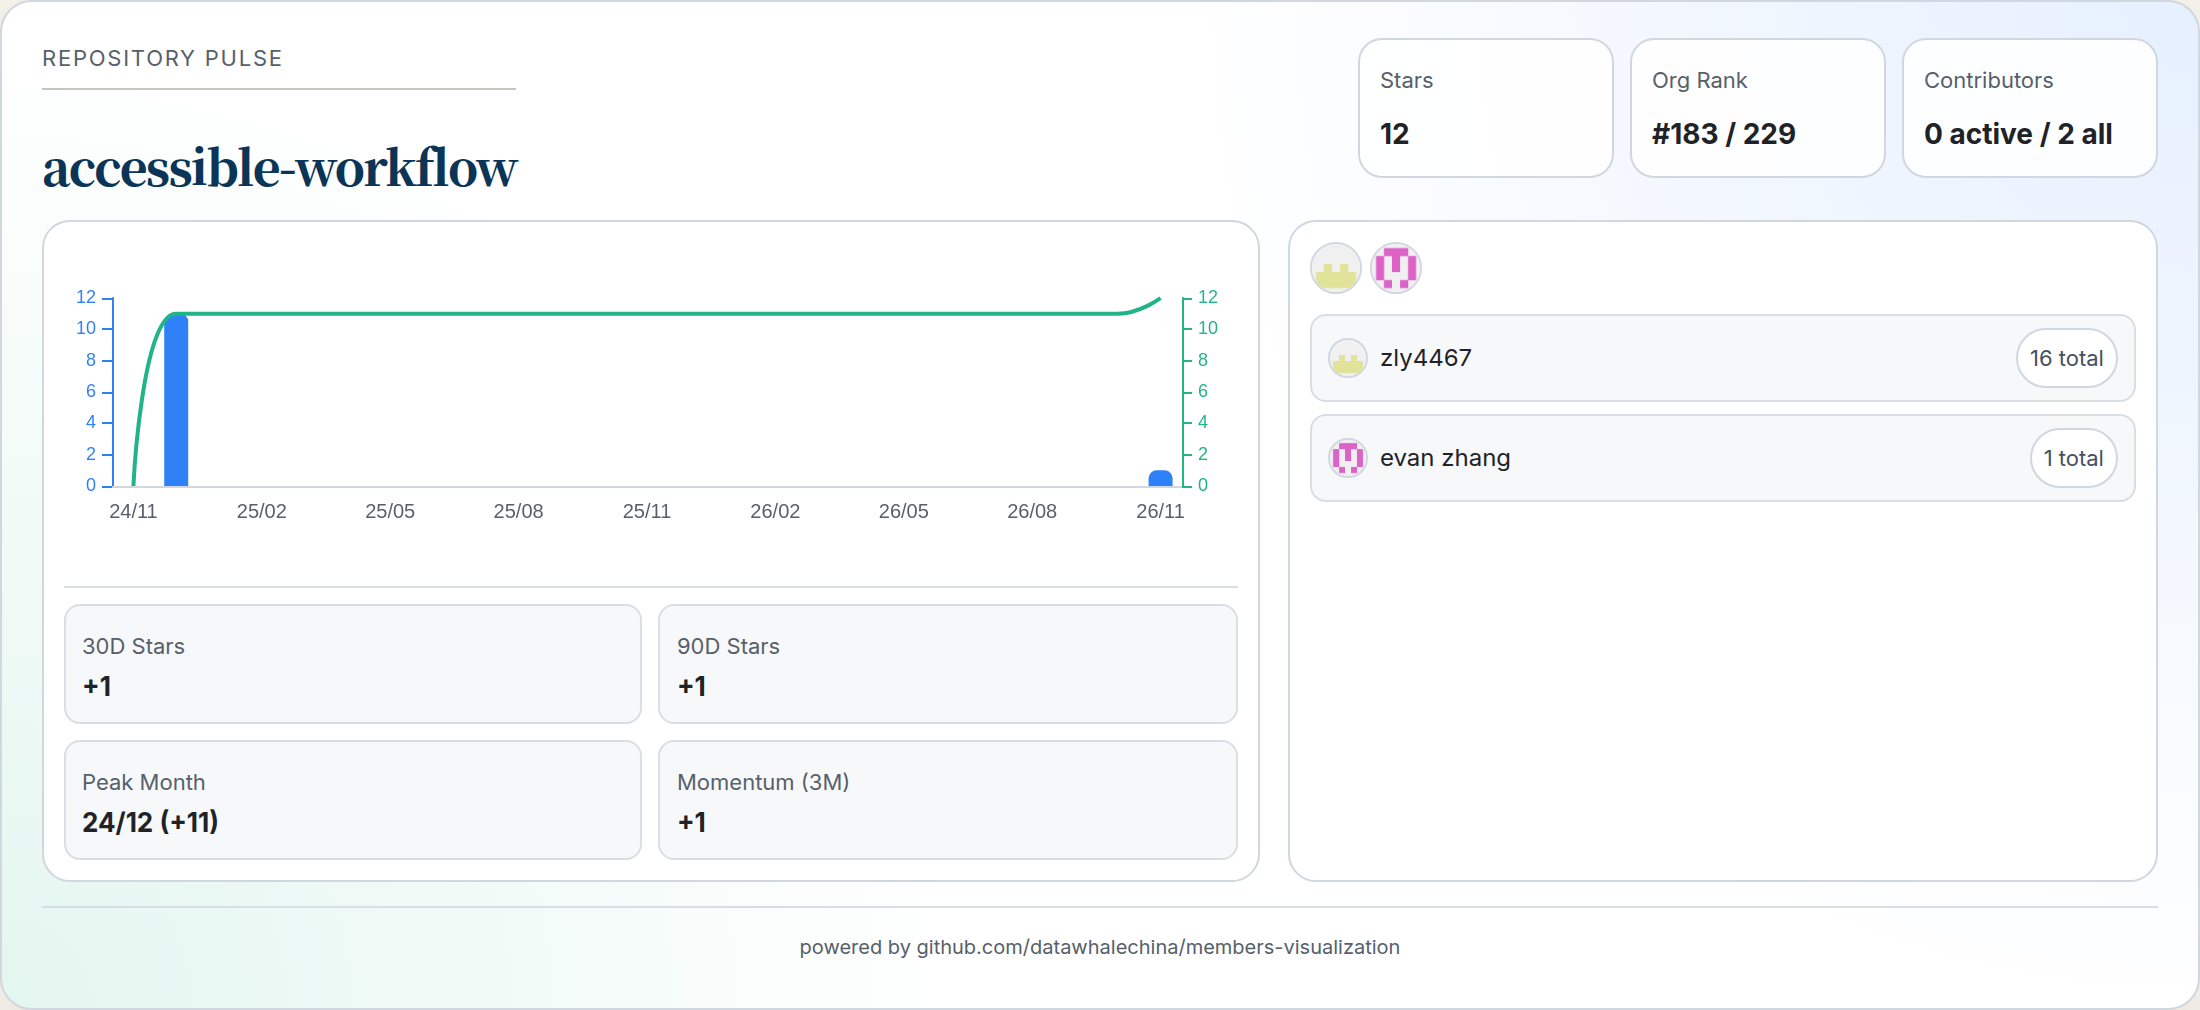 REPOSITORY PULSE
accessible-workflow
Stars
12
Org Rank
#183 / 229
Contributors
0 active / 2 all
12
10
8
6
4
2
0
12
10
8
6
4
2
0
24/11 25/02 25/05 25/08 25/11 26/02 26/05 26/08 26/11
30D Stars
+1
90D Stars
+1
Peak Month
24/12 (+11)
Momentum (3M)
+1
zly4467
16 total
evan zhang
1 total
powered by github.com/datawhalechina/members-visualization